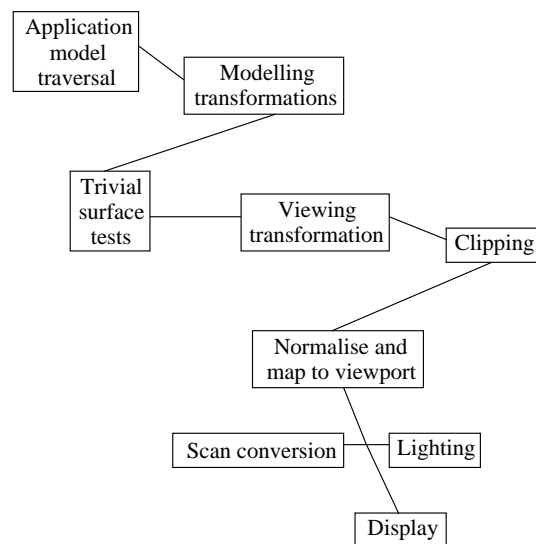 Application
model
traversal
Modelling
transformations
Trivial
surface
tests
Viewing
transformation
Clipping
Normalise and
map to viewport
Scan conversion
Lighting
Display